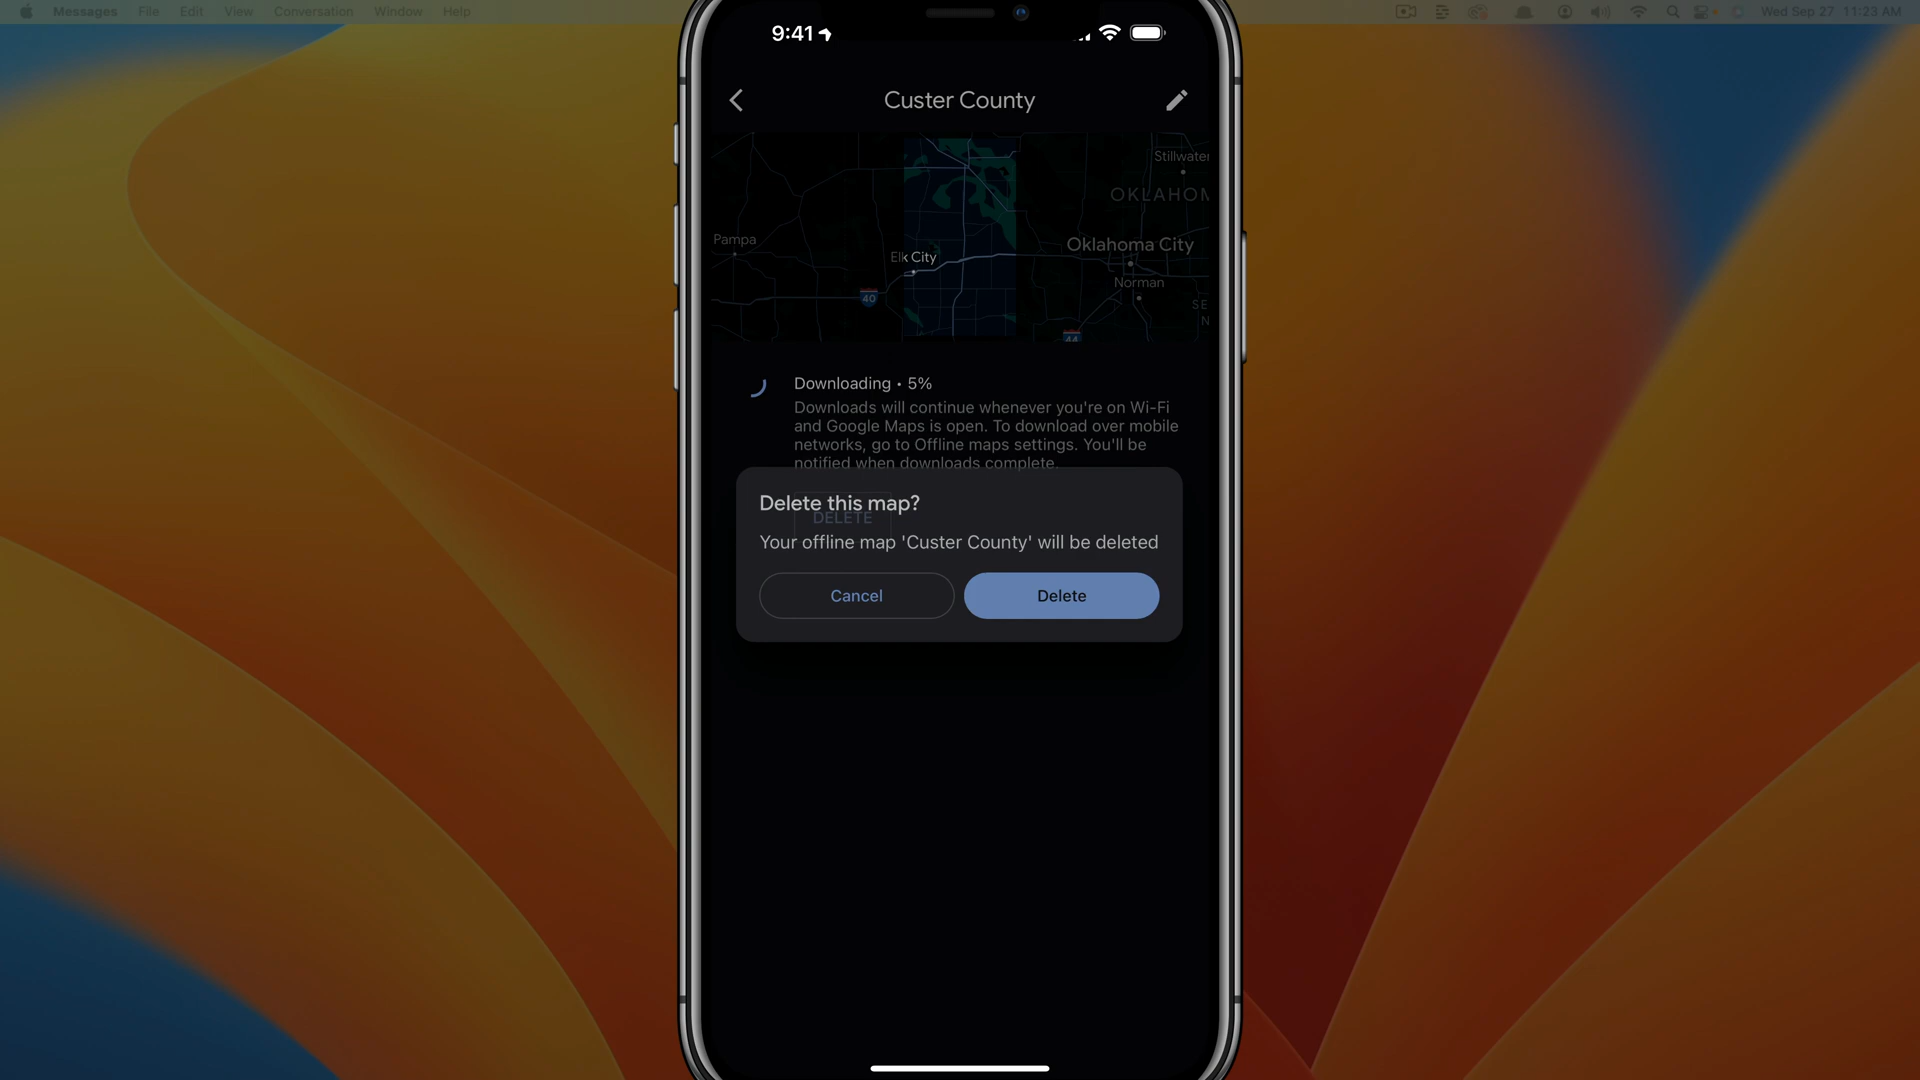 Messages File Edit View Conversation Window Help
Wed Sep 27 11:23 AM
9:41
Custer County
Stillwater
OKLAHOM
Pampa
Oklahoma City
Elk City
Norman
40
SE
N
44
Downloading • 5%
Downloads will continue whenever you're on Wi-Fi
and Google Maps is open. To download over mobile
networks, go to Offline maps settings. You'll be
notified when downloads complete.
Delete this map?
DELETE
Your offline map 'Custer County' will be deleted
Cancel
Delete